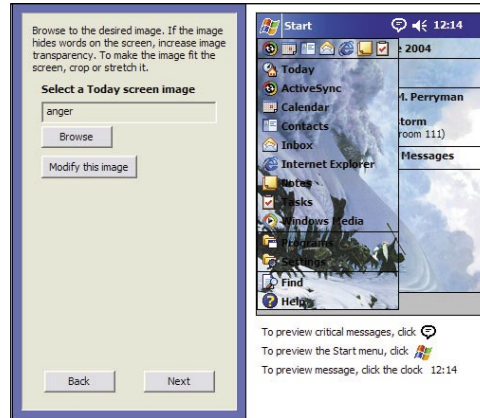 Browse to the desired image. If the image
hides words on the screen, increase image
transparency. To make the image fit the
screen, crop or stretch it.
Select a Today screen image
anger
Browse
Modify this image
Back
Next
Start
12:14
Today
ActiveSync
Calendar
Contacts
Inbox
Internet Explorer
Notes
Tasks
Windows Media
Programs
Settings
Find
Help
2004
M. Perryman
storm
room 111)
Messages
To preview critical messages, click
To preview the Start menu, click
To preview message, click the clock 12:14